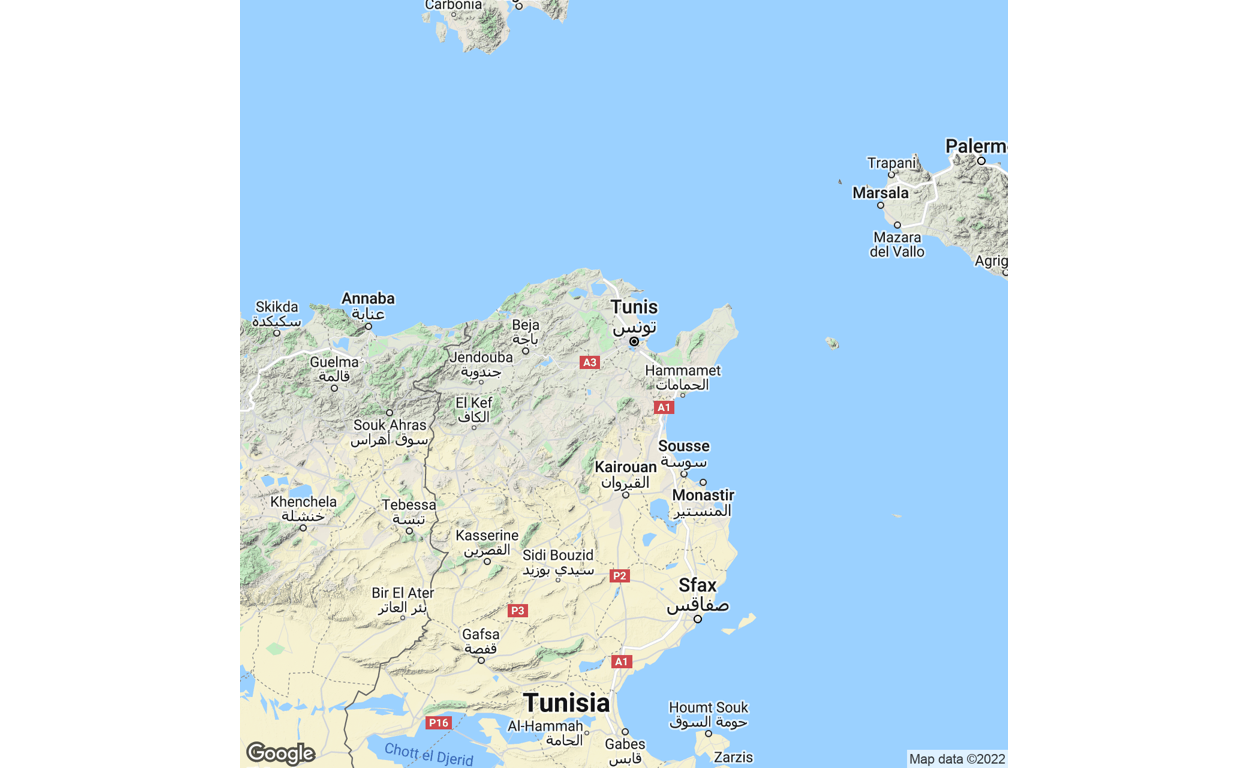 Carbonia
Palerm
Trapani
Marsala
Mazara
del Vallo
Agrig
Skikda
سكيكدة
Annaba
عنابة
Tunis
تونس
Beja
باجة
Jendouba
جندوبة
Guelma
قالمة
A3
Hammamet
الحمامات
El Kef
الكاف
A1
Souk Ahras
سوق أهراس
Sousse
سوسة
Kairouan
القيروان
Monastir
المنستير
Khenchela
خنشلة
Tebessa
تبسة
Kasserine
القصرين
Sidi Bouzid
سيدي بوزيد
P2
Sfax
صفاقس
Bir El Ater
بئر العاتر
P3
Gafsa
قفصة
A1
Tunisia
Houmt Souk
حومة السوق
P16
Al-Hammah
الحامة
Gabes
قابس
Chott el Djerid
Zarzis
Google
Map data ©2022